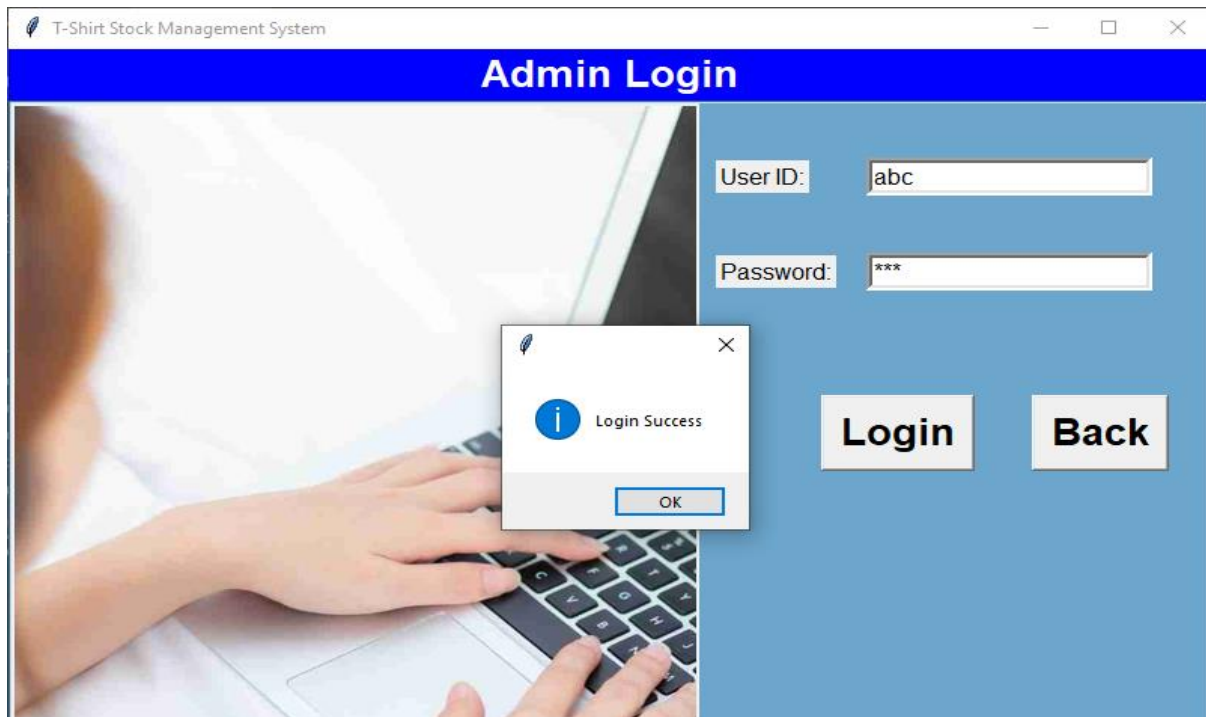 T-Shirt Stock Management System
Admin Login
User ID: abc
Password: ***
Login Success
OK
Login Back
R
C F T
V G Y
B H
N J
M